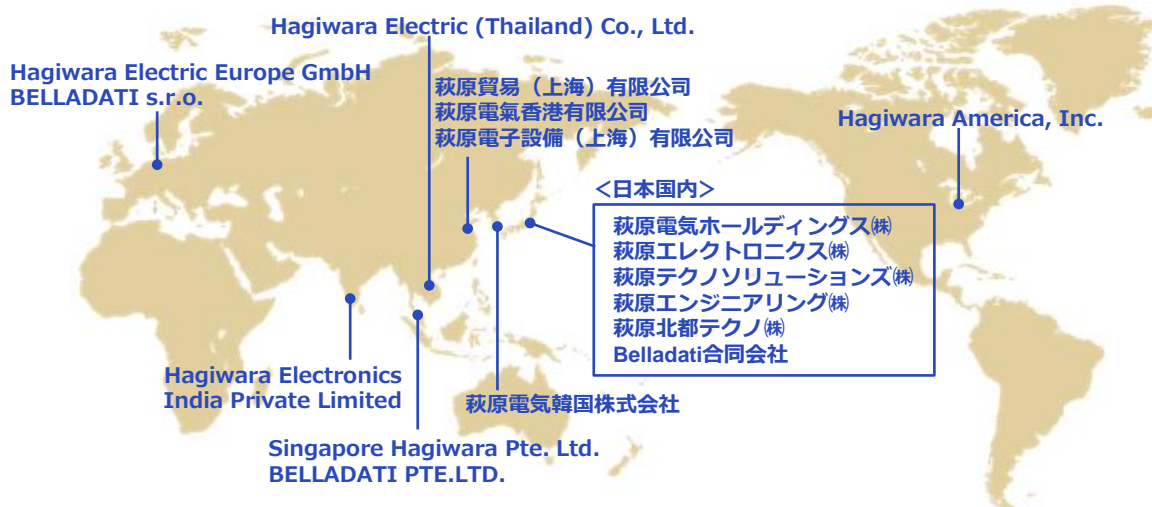 Hagiwara Electric (Thailand) Co., Ltd.
Hagiwara Electric Europe GmbH
BELLADATI s.r.o.
萩原貿易（上海）有限公司
萩原電氣香港有限公司
萩原電子設備（上海）有限公司
Hagiwara America, Inc.
＜日本国内＞
萩原電気ホールディングス㈱
萩原エレクトロニクス㈱
萩原テクノソリューションズ㈱
萩原エンジニアリング㈱
萩原北都テクノ㈱
Belladati合同会社
Hagiwara Electronics
India Private Limited
萩原電気韓国株式会社
Singapore Hagiwara Pte. Ltd.
BELLADATI PTE.LTD.